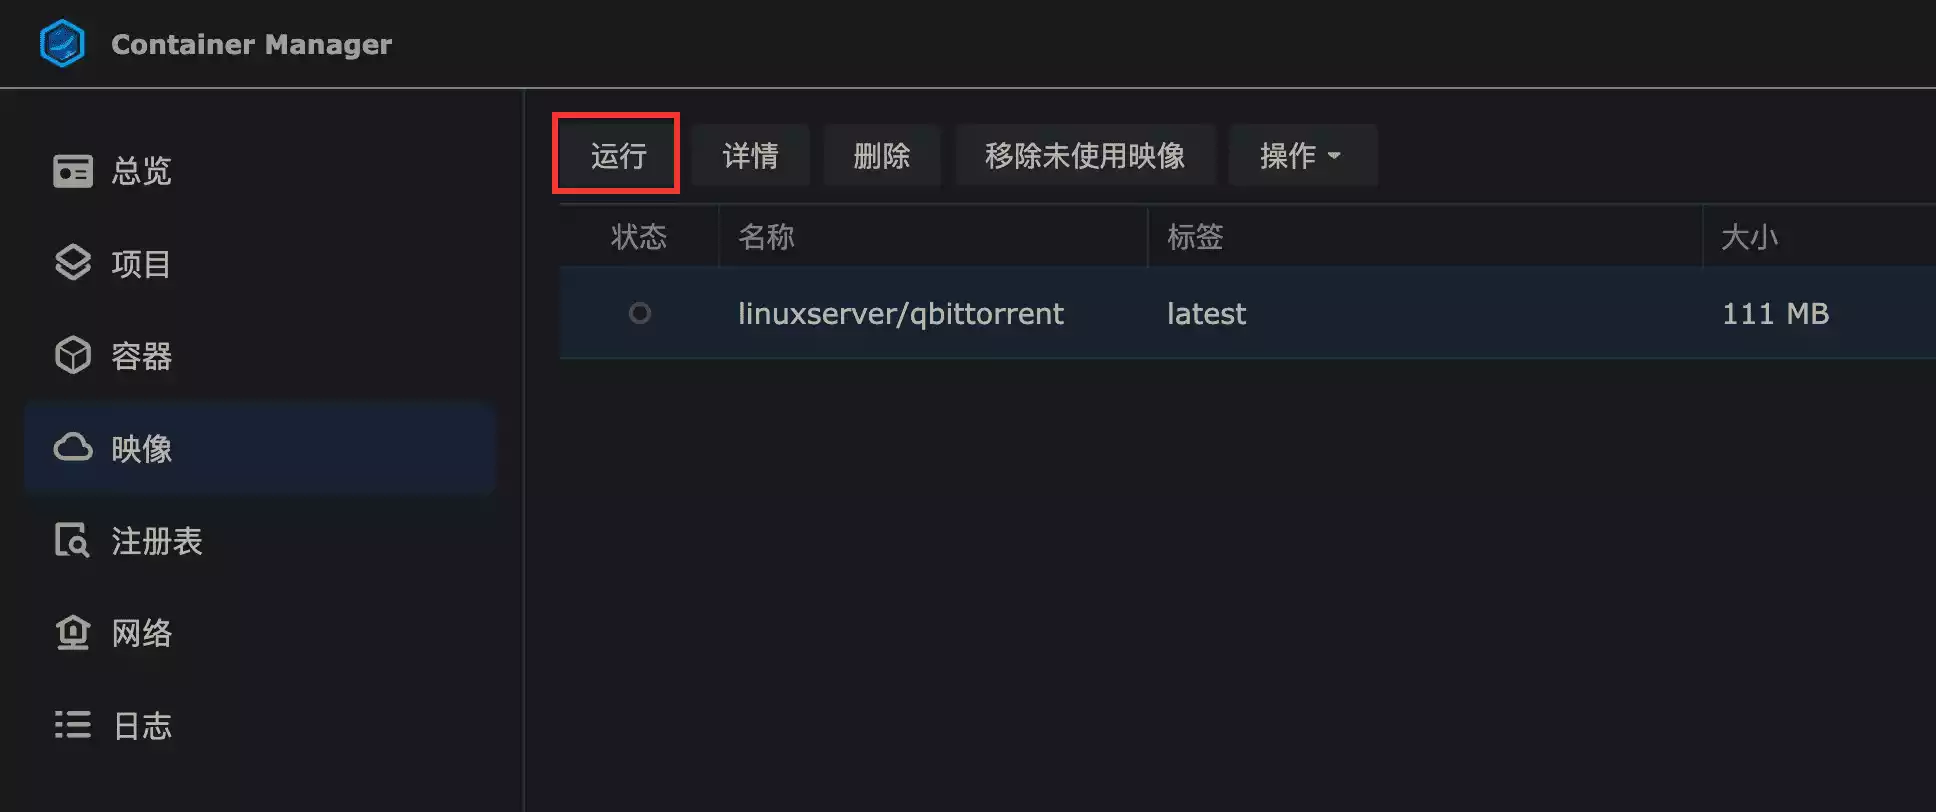 Container Manager
总览
项目
容器
映像
注册表
网络
日志
运行 详情 删除 移除未使用映像 操作
状态 名称 标签 大小
linuxserver/qbittorrent latest 111 MB